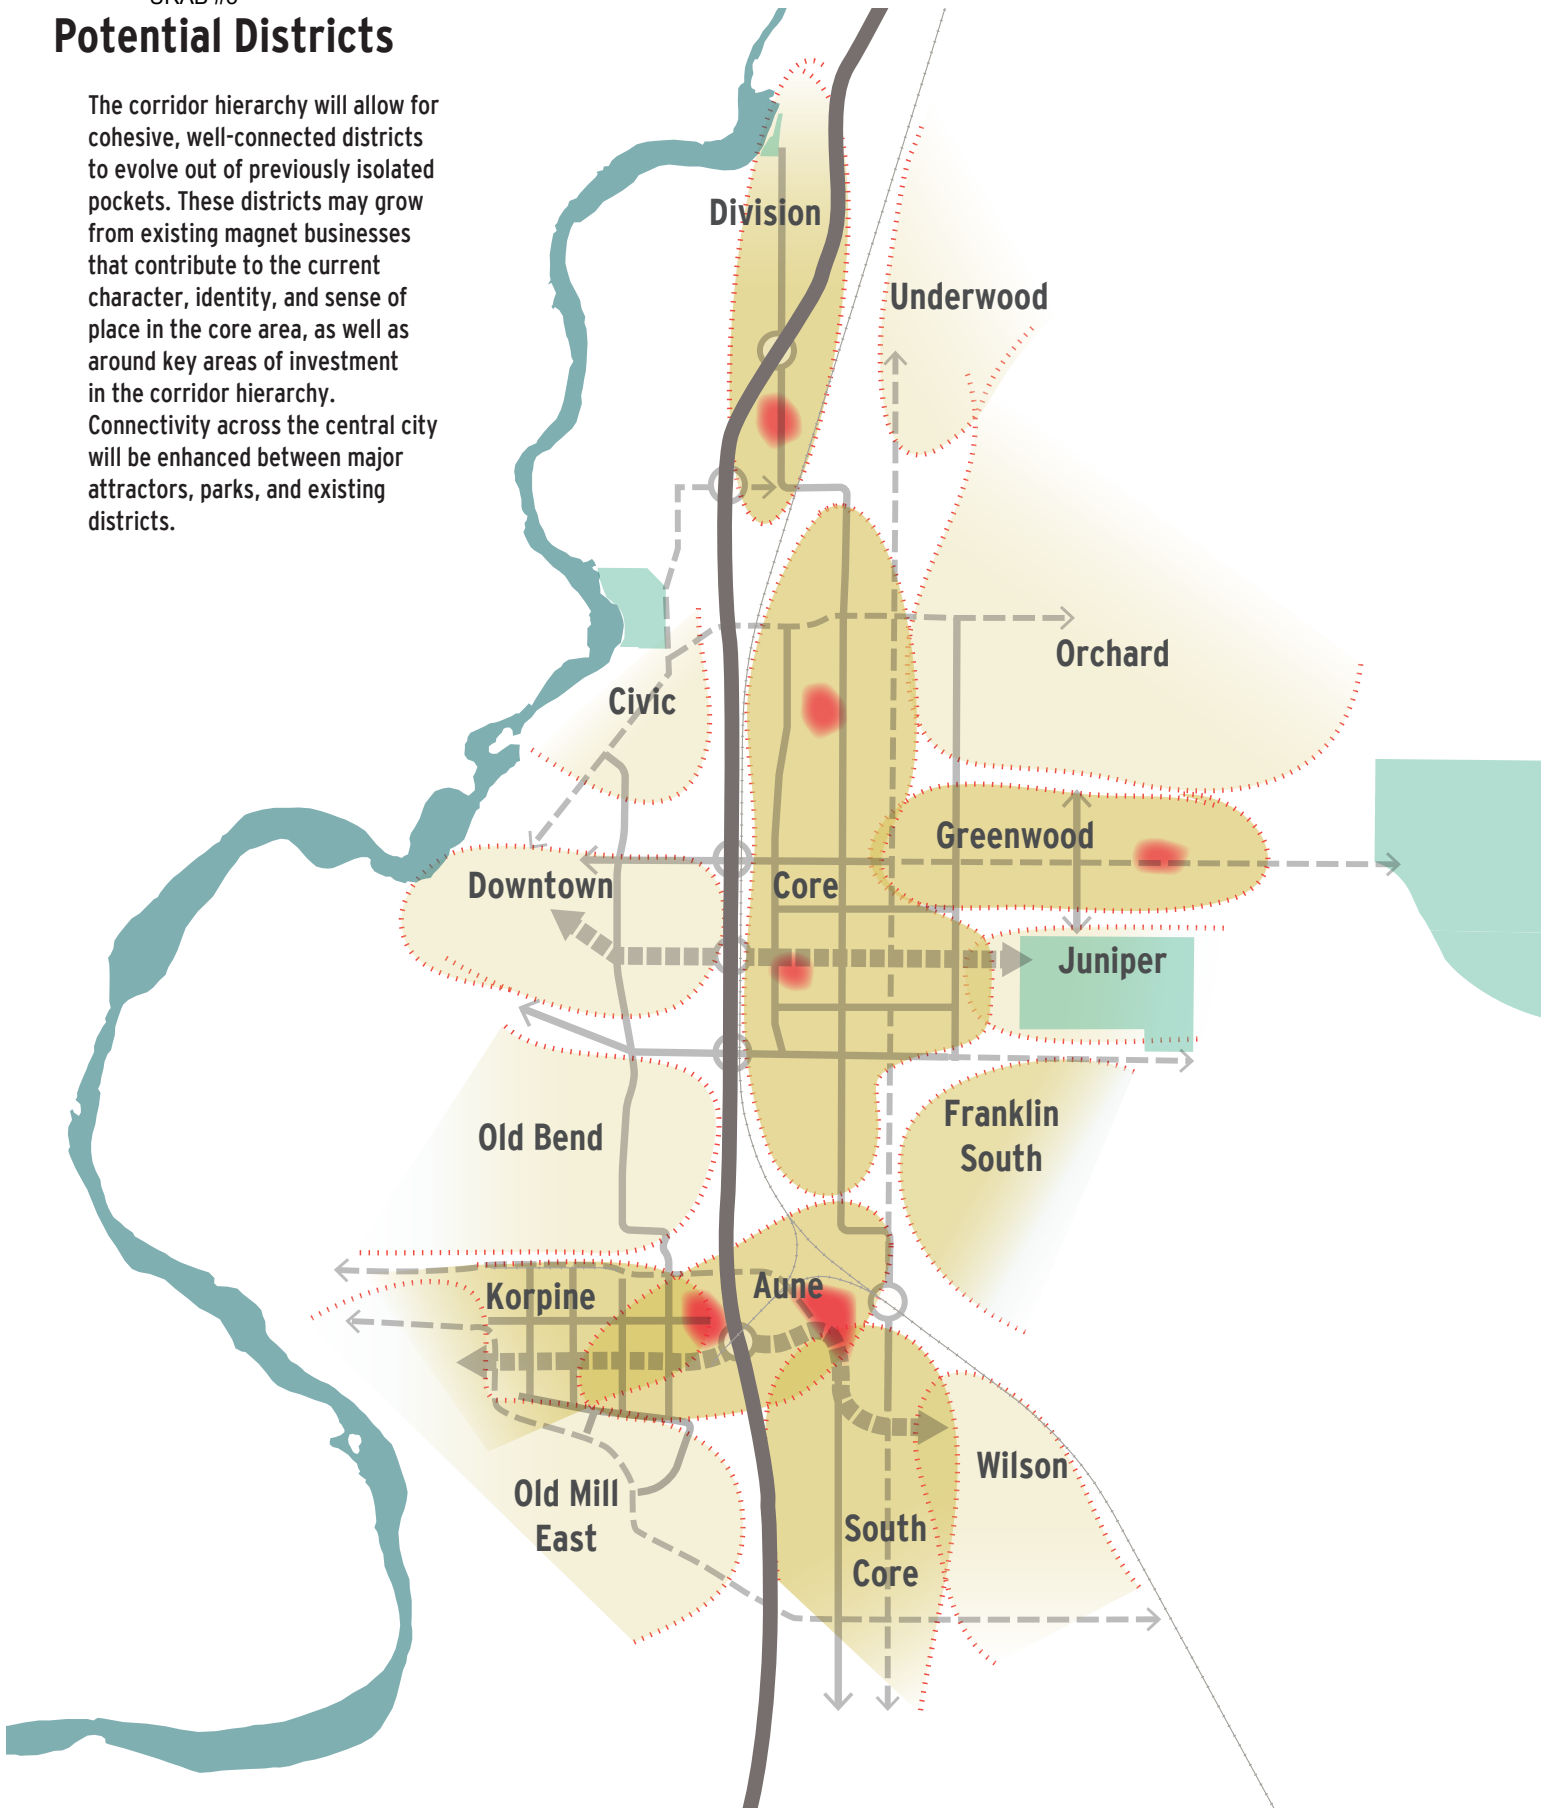 Potential Districts
The corridor hierarchy will allow for
cohesive, well-connected districts
to evolve out of previously isolated
pockets. These districts may grow
from existing magnet businesses
that contribute to the current
character, identity, and sense of
place in the core area, as well as
around key areas of investment
in the corridor hierarchy.
Connectivity across the central city
will be enhanced between major
attractors, parks, and existing
districts.
Division
Underwood
Orchard
Civic
Greenwood
Downtown
Core
Juniper
Old Bend
Franklin
South
Aune
Korpine
Wilson
Old Mill
East
South
Core